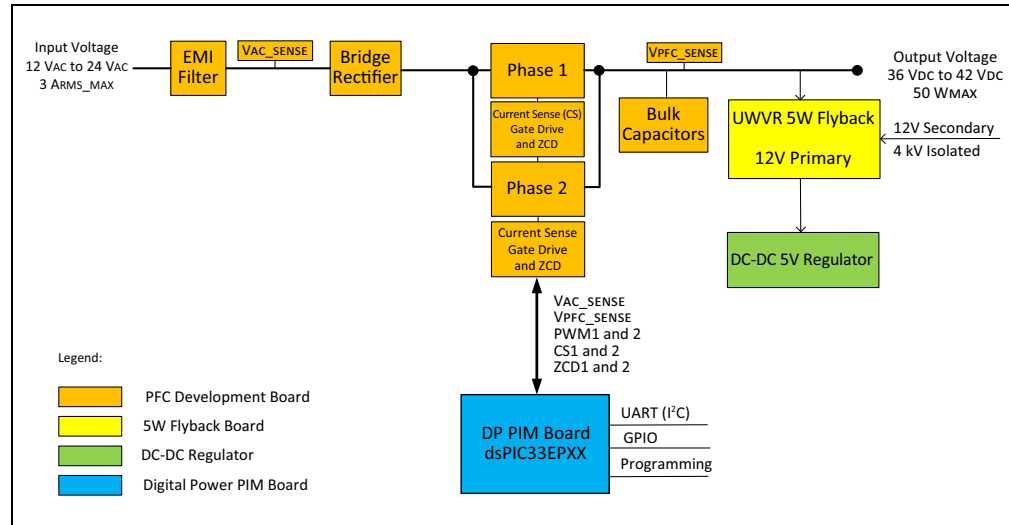 Input Voltage
12 VAC to 24 VAC
3 ARMS_MAX
EMI
Filter
VAC_SENSE
Bridge
Rectifier
Phase 1
Current Sense (CS)
Gate Drive
and ZCD
Phase 2
Current Sense
Gate Drive
and ZCD
VPFC_SENSE
Bulk
Capacitors
Output Voltage
36 VDC to 42 VDC
50 WMAX
UWVR 5W Flyback
12V Primary
12V Secondary
4 kV Isolated
DC-DC 5V Regulator
VAC_SENSE
VPFC_SENSE
PWM1 and 2
CS1 and 2
ZCD1 and 2
DP PIM Board
dsPIC33EPXX
UART (I²C)
GPIO
Programming
Legend:
PFC Development Board
5W Flyback Board
DC-DC Regulator
Digital Power PIM Board